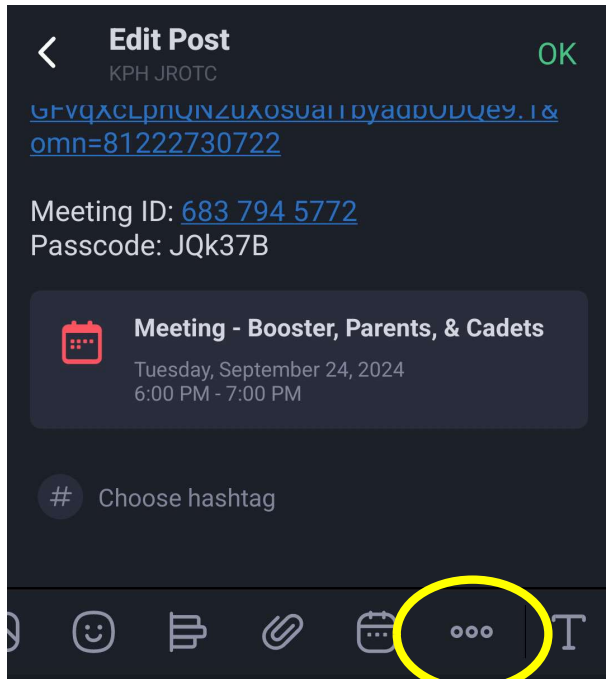 Edit Post
OK
KPH JROTC
omn=81222730722
Meeting ID: 683 794 5772
Passcode: JQk37B
Meeting - Booster, Parents, & Cadets
Tuesday, September 24, 2024
6:00 PM - 7:00 PM
# Choose hashtag
T